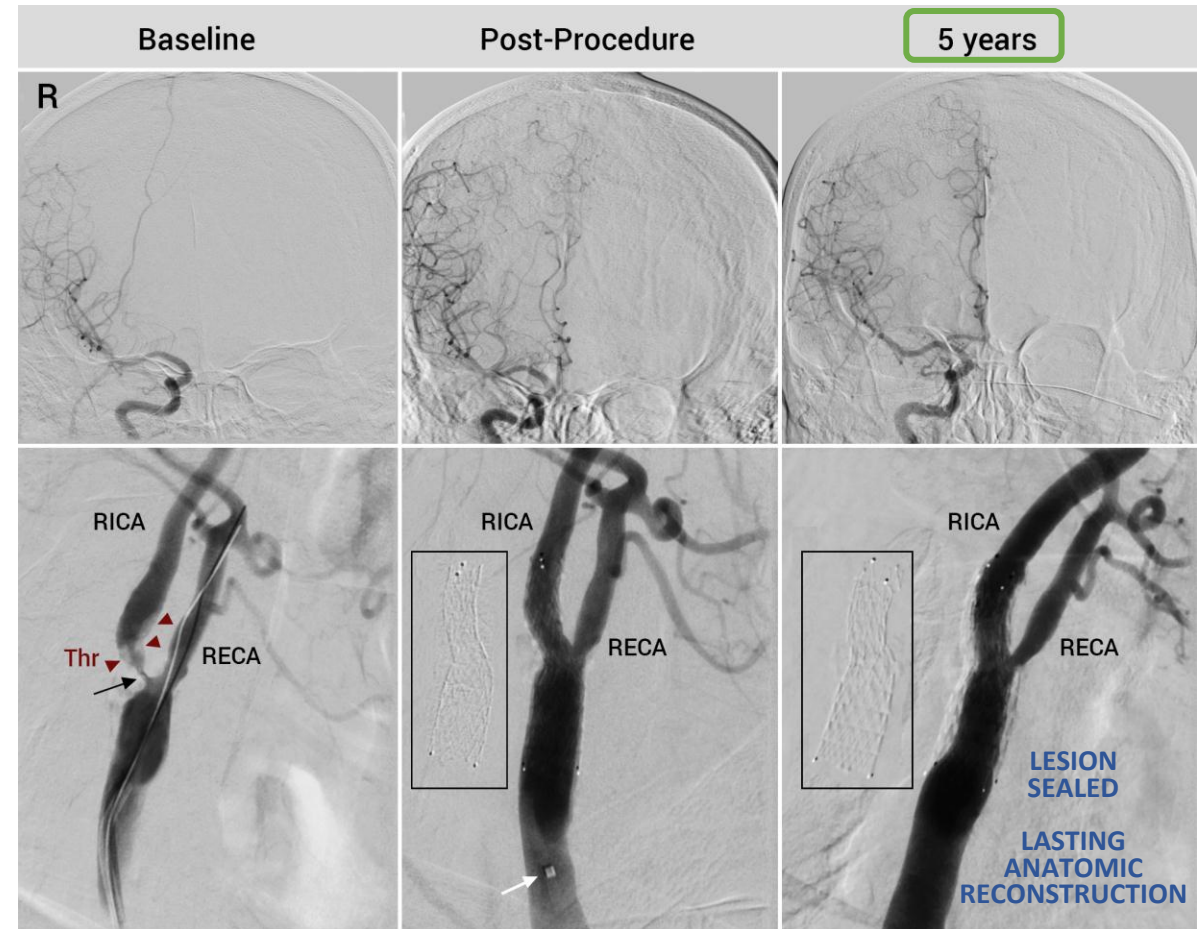 Baseline
Post-Procedure
5 years
R
RICA
Thr
RECA
RICA
RECA
RICA
RECA
LESION
SEALED
LASTING
ANATOMIC
RECONSTRUCTION